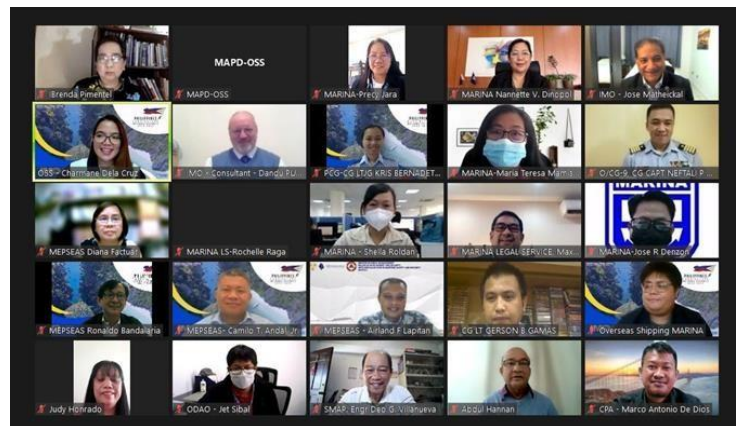 Brenda Pimentel
MAPD-OSS
MAPD-OSS
MARINA-Precy Jara
MARINA Nannette V. Dinopol
IMO - Jose Matheickal
PHILIPPINES
OSS - Charmane Dela Cruz
IMO - Consultant - Dandu PU...
PCG-CG LTJG KRIS BERNADET...
MARINA-Maria Teresa Mamis
O/CG-9, CG CAPT NEFTALI P ...
MARINA
MEPSEAS Diana Factuar
MARINA LS-Rochelle Raga
MARINA - Sheila Roldan
MARINA LEGAL SERVICE, Max...
MARINA-Jose R Denzon
MEPSEAS Ronaldo Bandalaria
MEPSEAS- Camilo T. Andal, Jr
MEPSEAS - Airland F Lapitan
CG LT GERSON B GAMAS
Overseas Shipping MARINA
Judy Honrado
ODAO - Jet Sibal
SMAP, Engr Deo G. Villanueva
Abdul Hannan
CPA - Marco Antonio De Dios